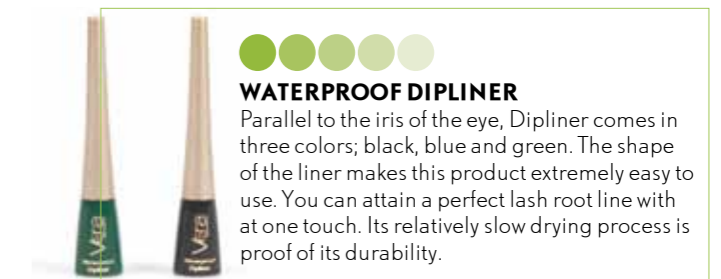 WATERPROOF DIPLINER
Parallel to the iris of the eye, Dipliner comes in
three colors; black, blue and green. The shape
of the liner makes this product extremely easy to
use. You can attain a perfect lash root line with
at one touch. Its relatively slow drying process is
proof of its durability.